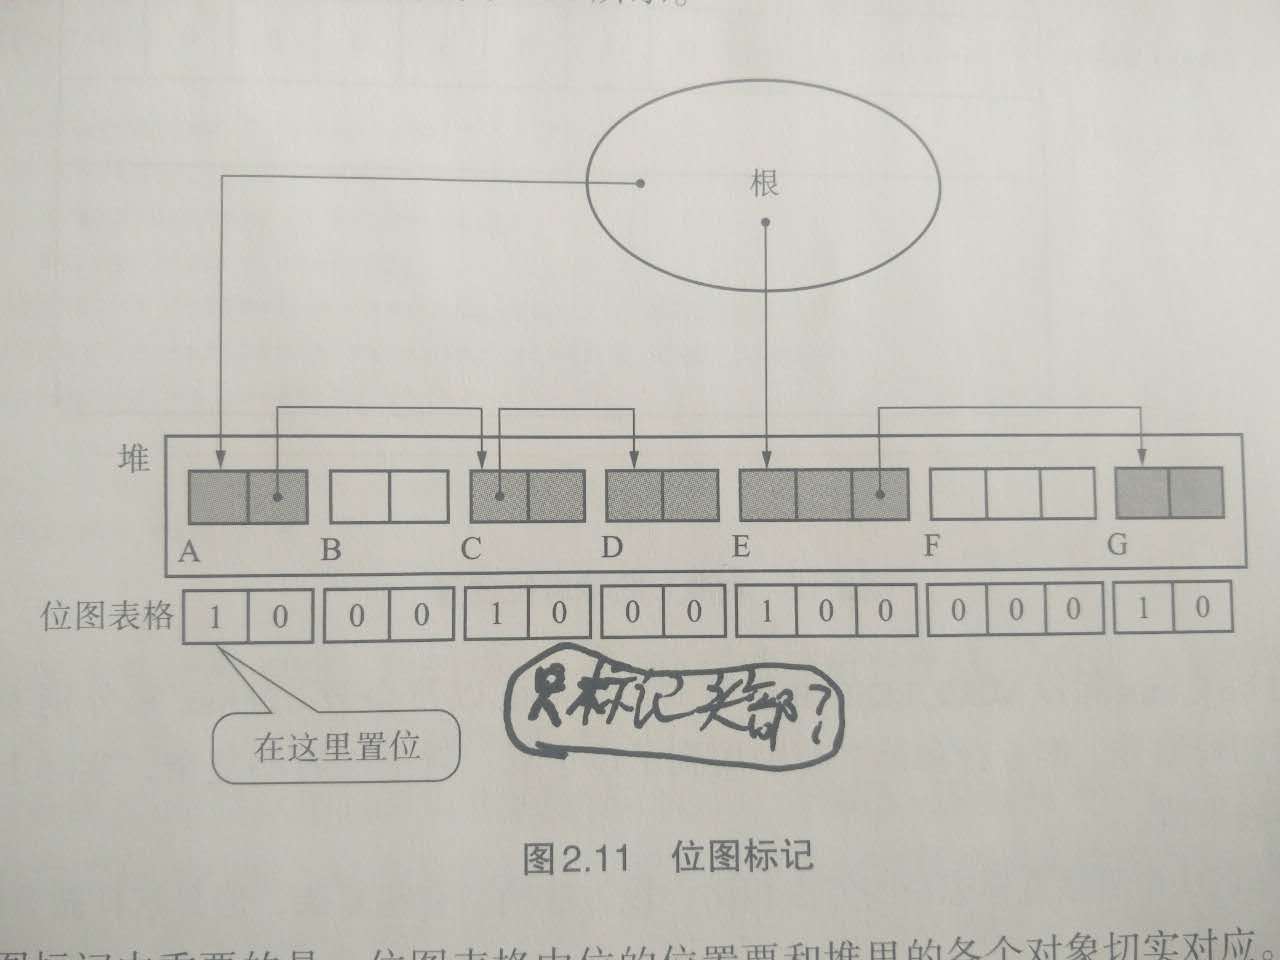 根
堆
A B C D E F G
位图表格 1 0 0 0 1 0 0 0 1 0 0 0 0 0 1 0
只标记头部?
在这里置位
图2.11 位图标记
图标记中重要的是，位图表格中位的位置要和堆里的各个对象切实对应。